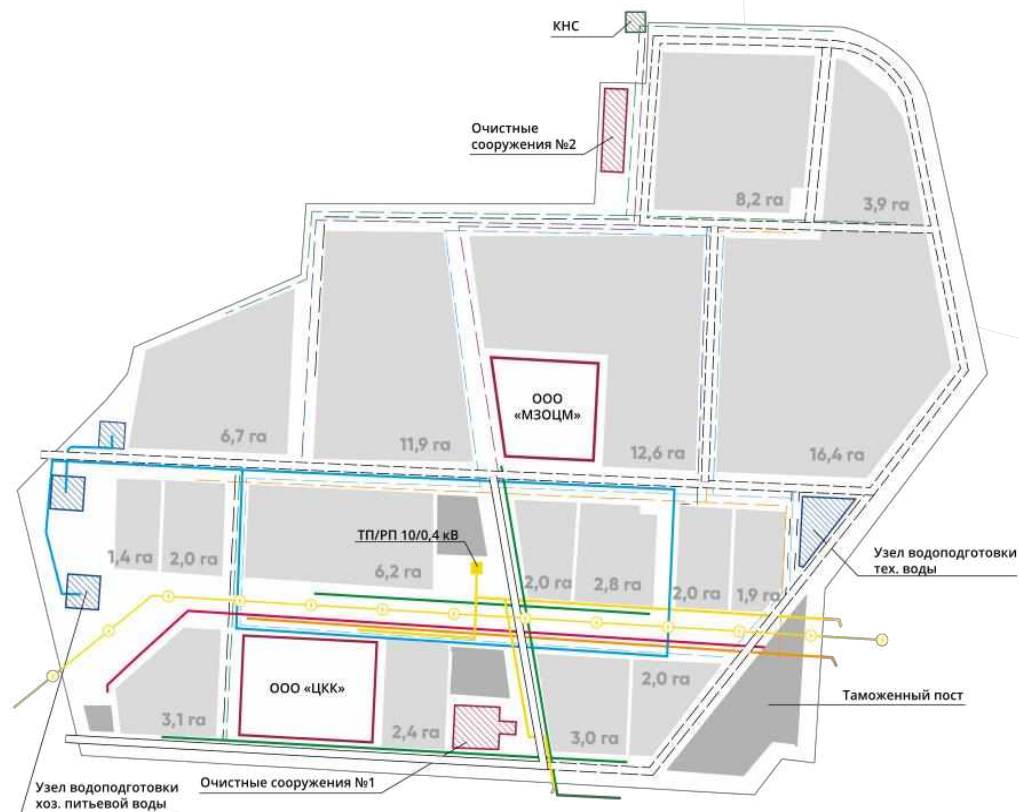 КНС
Очистные
сооружения №2
8,2 га
3,9 га
ООО
«МЗОЦМ»
6,7 га
11,9 га
12,6 га
16,4 га
ТП/РП 10/0,4 кВ
1,4 га
2,0 га
6,2 га
2,0 га
2,8 га
2,0 га
1,9 га
Узел водоподготовки
тех. воды
ООО «ЦКК»
2,0 га
Таможенный пост
3,1 га
2,4 га
3,0 га
Очистные сооружения №1
Узел водоподготовки
хоз. питьевой воды